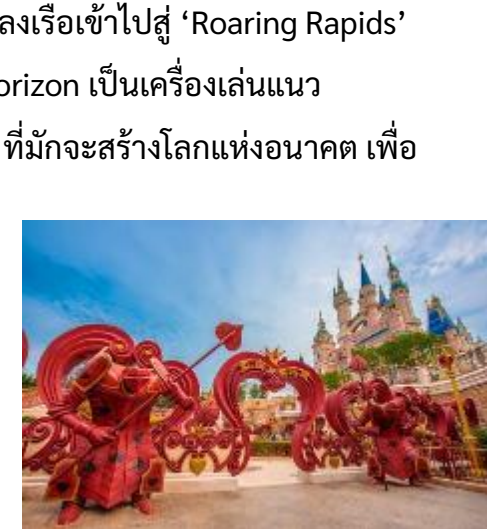 ลงเรือเข้าไปสู่ ‘Roaring Rapids’
orizon เป็นเครื่องเล่นแนว
ที่มักจะสร้างโลกแห่งอนาคต เพื่อ